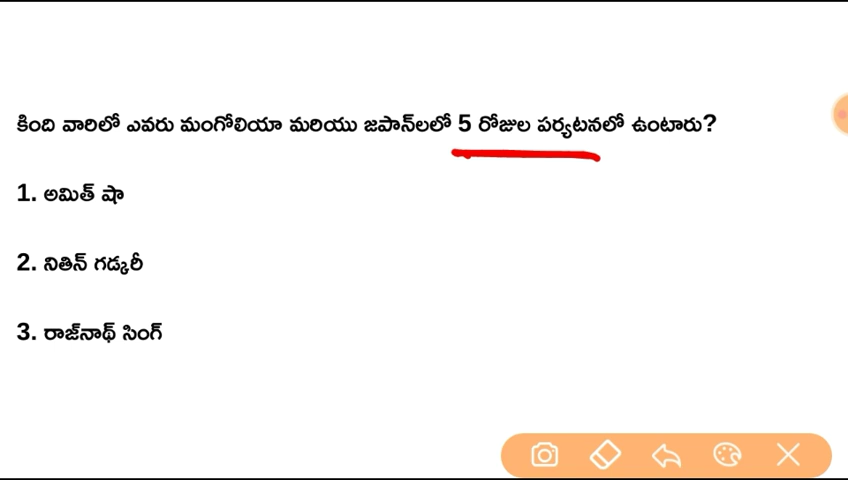 కింది వారిలో ఎవరు మంగోలియా మరియు జపాన్‌లలో 5 రోజుల పర్యటనలో ఉంటారు?
1. అమిత్ షా
2. నితిన్ గడ్కరీ
3. రాజ్‌నాథ్ సింగ్